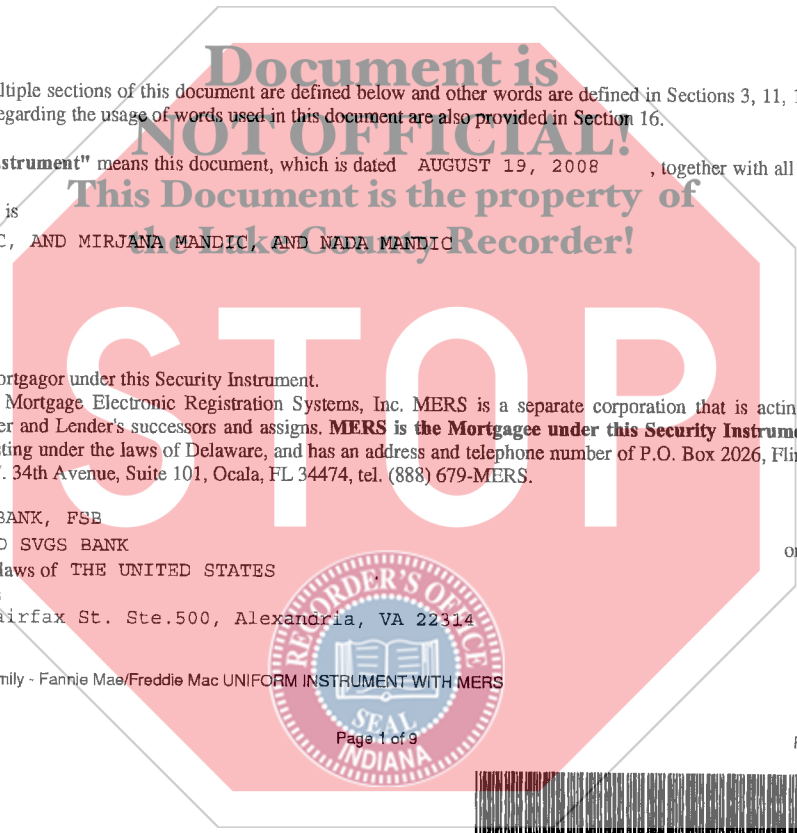 Document is
ltiple sections of this document are defined below and other words are defined in Sections 3, 11, 1
egarding the usage of words used in this document are also provided in Section 16.
NOT OFFICIAL!
strument" means this document, which is dated AUGUST 19, 2008 , together with all
This Document is the property of
is
C, AND MIRJANA MANDIC, AND NADA MANDIC
the Lake County Recorder!
STOP
ortgagor under this Security Instrument.
Mortgage Electronic Registration Systems, Inc. MERS is a separate corporation that is actin
er and Lender's successors and assigns. MERS is the Mortgagee under this Security Instrume
ting under the laws of Delaware, and has an address and telephone number of P.O. Box 2026, Flin
. 34th Avenue, Suite 101, Ocala, FL 34474, tel. (888) 679-MERS.
BANK, FSB
D SVGS BANK
or
laws of THE UNITED STATES
airfax St. Ste.500, Alexandria, VA 22314
mily - Fannie Mae/Freddie Mac UNIFORM INSTRUMENT WITH MERS
RECORDER'S OFFICE
SEAL
INDIANA
Page 1 of 9